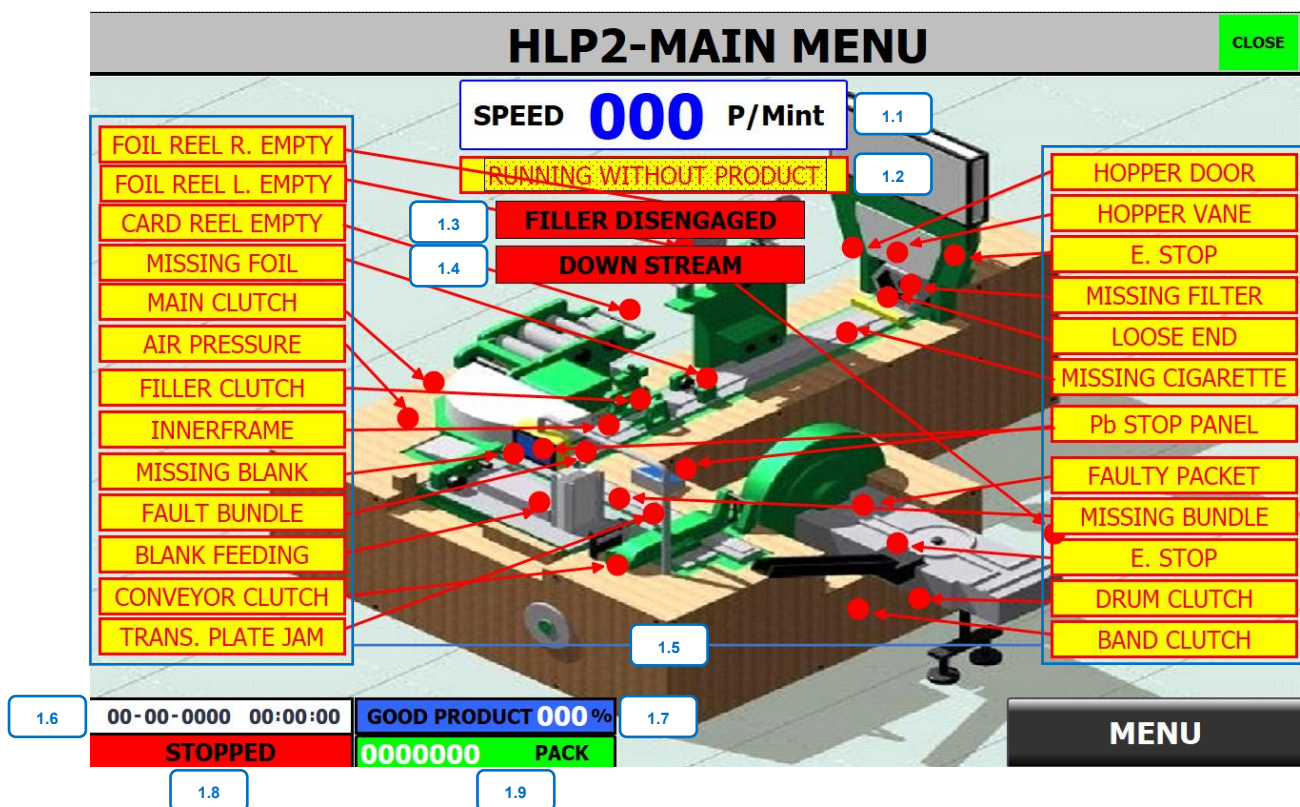 HLP2-MAIN MENU
CLOSE
SPEED 000 P/Mint
1.1
RUNNING WITHOUT PRODUCT
1.2
1.3
FILLER DISENGAGED
1.4
DOWN STREAM
FOIL REEL R. EMPTY
FOIL REEL L. EMPTY
CARD REEL EMPTY
MISSING FOIL
MAIN CLUTCH
AIR PRESSURE
FILLER CLUTCH
INNERFRAME
MISSING BLANK
FAULT BUNDLE
BLANK FEEDING
CONVEYOR CLUTCH
TRANS. PLATE JAM
HOPPER DOOR
HOPPER VANE
E. STOP
MISSING FILTER
LOOSE END
MISSING CIGARETTE
Pb STOP PANEL
FAULTY PACKET
MISSING BUNDLE
E. STOP
DRUM CLUTCH
BAND CLUTCH
1.5
1.6
00-00-0000 00:00:00
GOOD PRODUCT 000 %
1.7
STOPPED
0000000 PACK
MENU
1.8
1.9